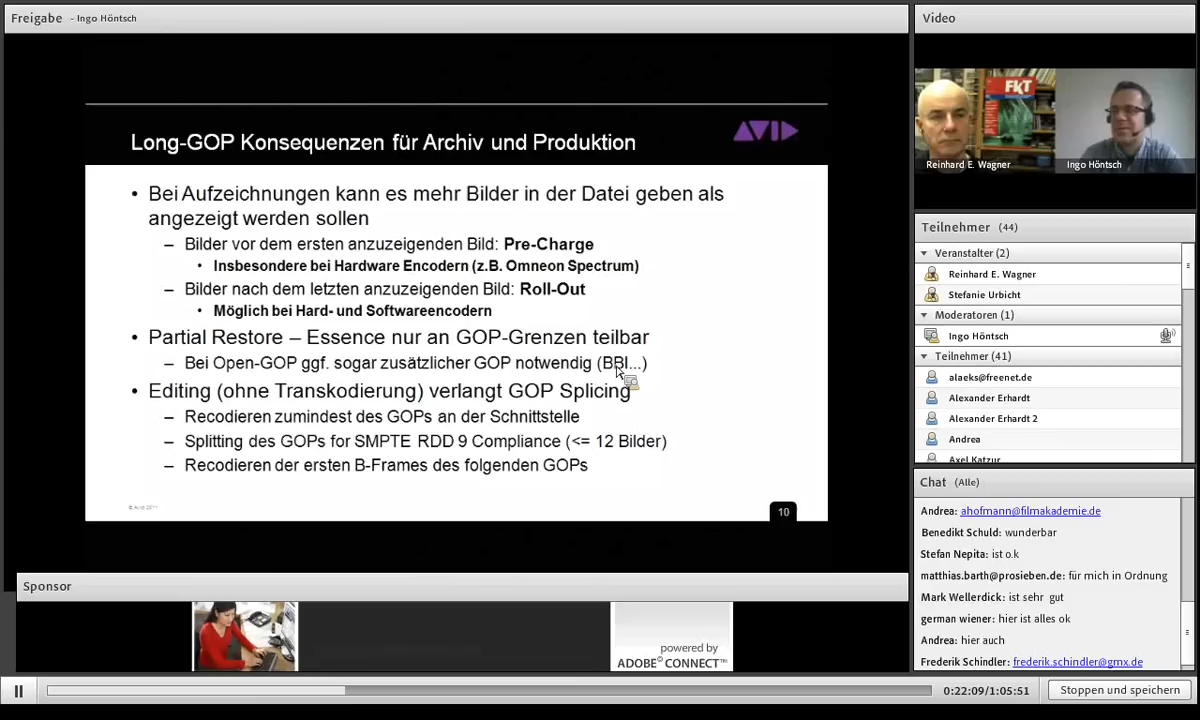 Freigabe - Ingo Höntsch
AVID
Long-GOP Konsequenzen für Archiv und Produktion
• Bei Aufzeichnungen kann es mehr Bilder in der Datei geben als
angezeigt werden sollen
– Bilder vor dem ersten anzuzeigenden Bild: Pre-Charge
• Insbesondere bei Hardware Encodern (z.B. Omneon Spectrum)
– Bilder nach dem letzten anzuzeigenden Bild: Roll-Out
• Möglich bei Hard- und Softwareencodern
• Partial Restore – Essence nur an GOP-Grenzen teilbar
– Bei Open-GOP ggf. sogar zusätzlicher GOP notwendig (BBI...)
• Editing (ohne Transkodierung) verlangt GOP Splicing
– Recodieren zumindest des GOPs an der Schnittstelle
– Splitting des GOPs for SMPTE RDD 9 Compliance (<= 12 Bilder)
– Recodieren der ersten B-Frames des folgenden GOPs
© Avid 2011
10
Sponsor
powered by
ADOBE® CONNECT™
0:22:09/1:05:51
Stoppen und speichern
Video
FKT
Reinhard E. Wagner
Ingo Höntsch
Teilnehmer (44)
Veranstalter (2)
Reinhard E. Wagner
Stefanie Urbicht
Moderatoren (1)
Ingo Höntsch
Teilnehmer (41)
alaeks@freenet.de
Alexander Erhardt
Alexander Erhardt 2
Andrea
Axel Katzur
Chat (Alle)
Andrea: ahofmann@filmakademie.de
Benedikt Schuld: wunderbar
Stefan Nepita: ist o.k
matthias.barth@prosieben.de: für mich in Ordnung
Mark Wellerdick: ist sehr gut
german wiener: hier ist alles ok
Andrea: hier auch
Frederik Schindler: frederik.schindler@gmx.de